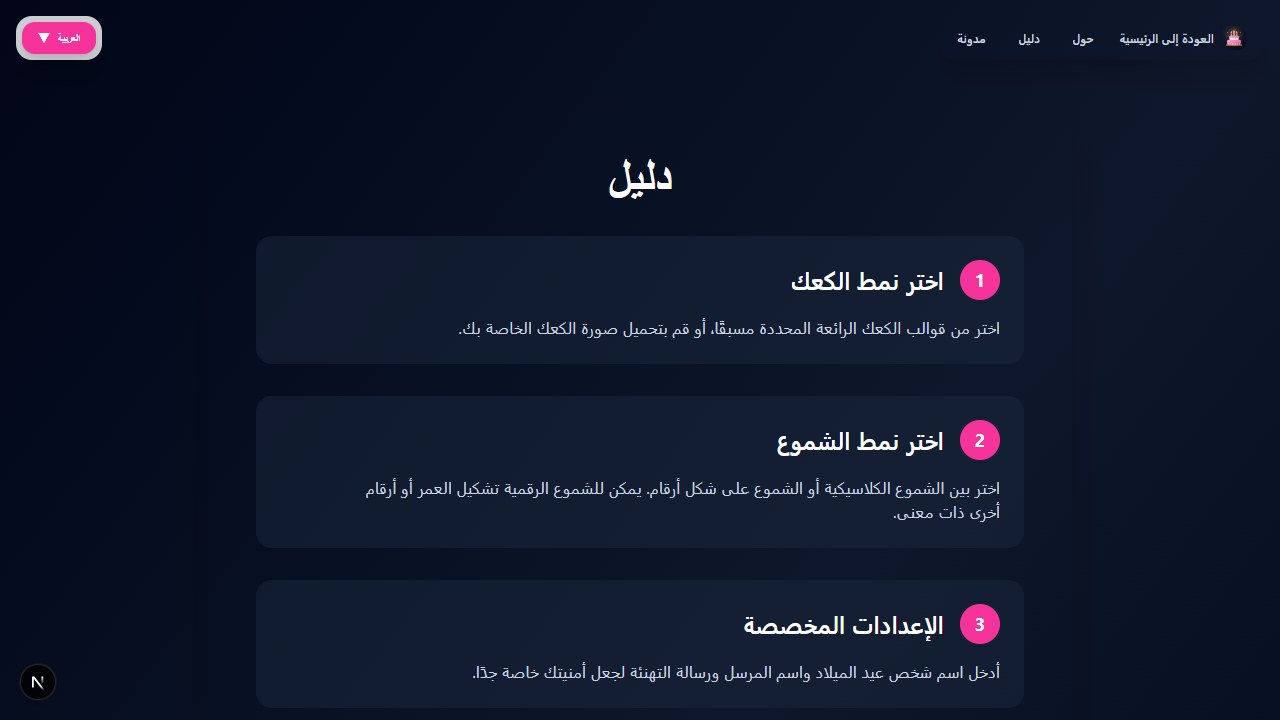 العودة إلى الرئيسية
حول
دليل
مدونة
العربية ▼
دليل
1
اختر نمط الكعك
اختر من قوالب الكعك الرائعة المحددة مسبقًا، أو قم بتحميل صورة الكعك الخاصة بك.
2
اختر نمط الشموع
اختر بين الشموع الكلاسيكية أو الشموع على شكل أرقام. يمكن للشموع الرقمية تشكيل العمر أو أرقام
أخرى ذات معنى.
3
الإعدادات المخصصة
أدخل اسم شخص عيد الميلاد واسم المرسل ورسالة التهنئة لجعل أمنيتك خاصة جدًا.
N